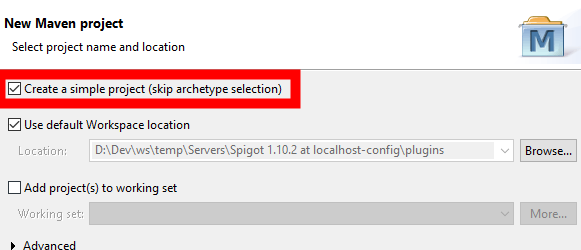 New Maven project
Select project name and location
M
Create a simple project (skip archetype selection)
Use default Workspace location
Location: D:\Dev\ws\temp\Servers\Spigot 1.10.2 at localhost-config\plugins Browse...
Add project(s) to working set
Working set: More...
Advanced